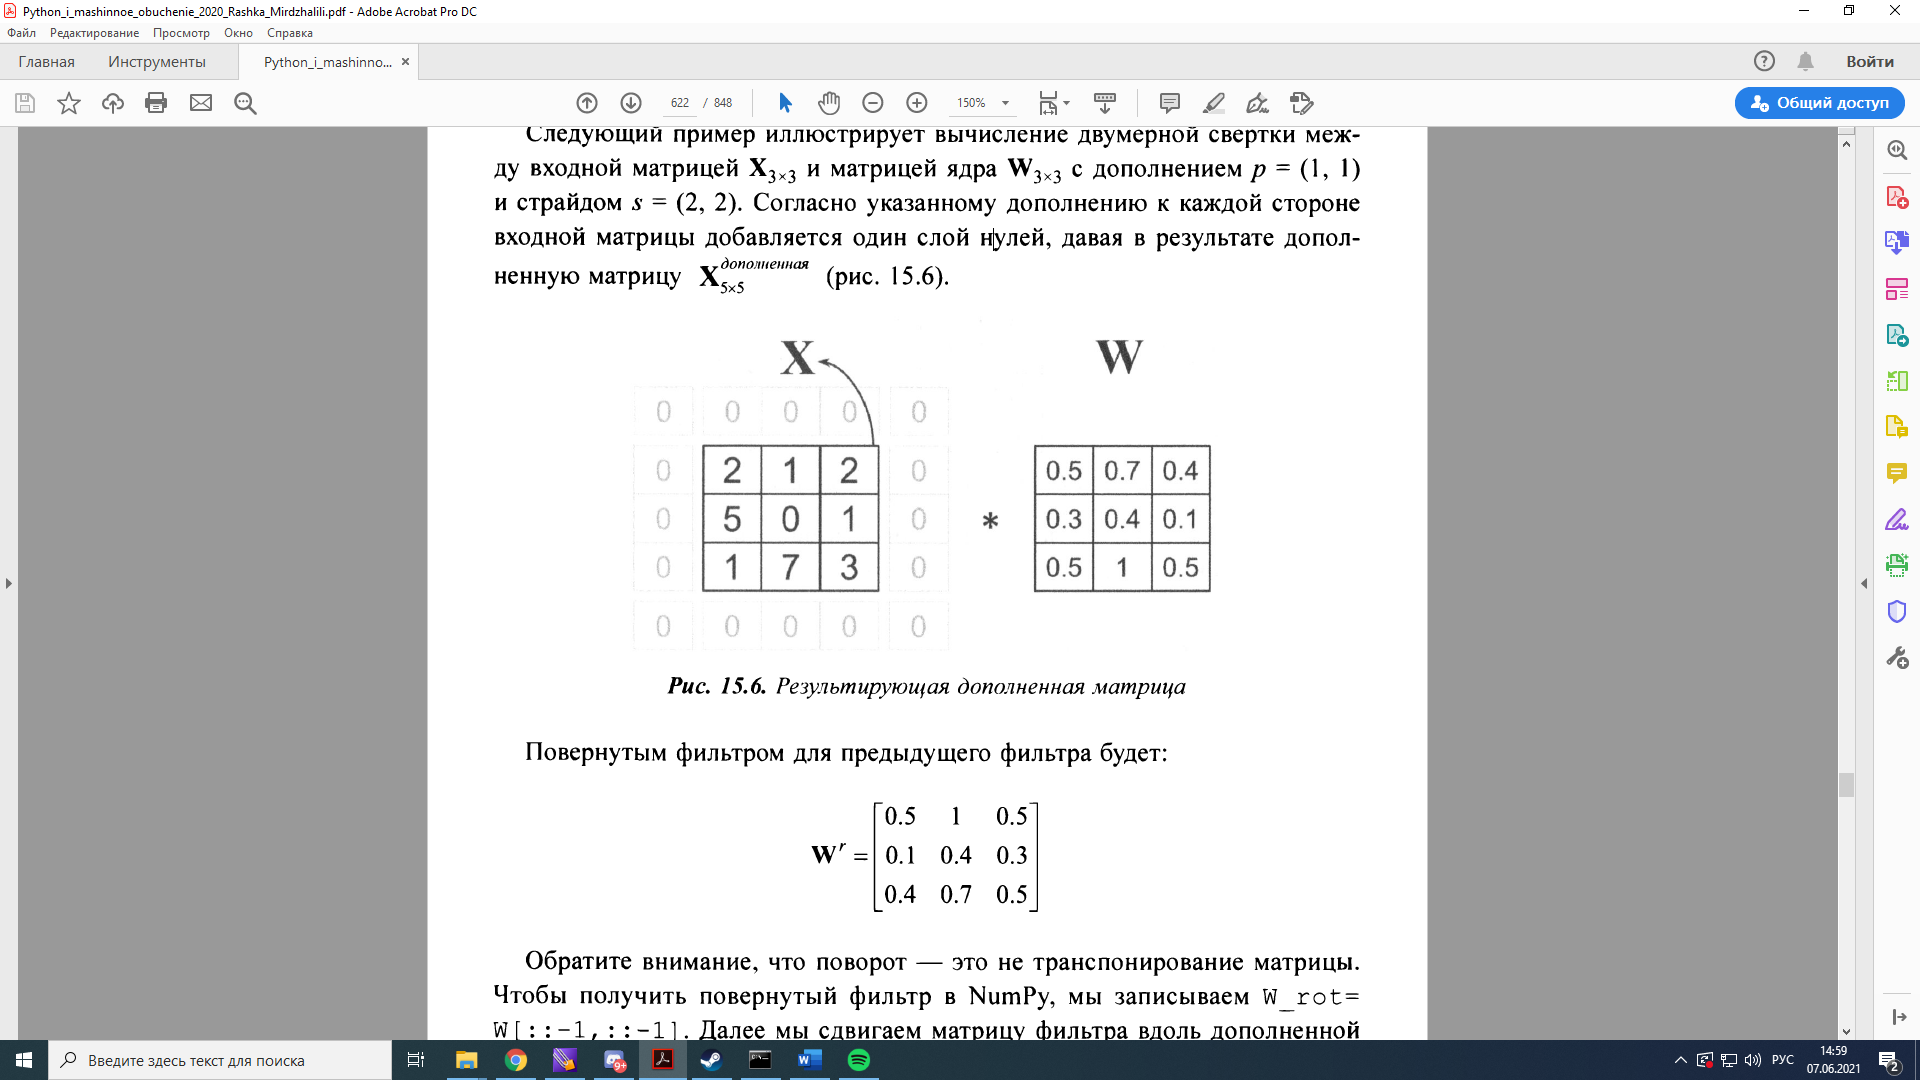 Python_i_mashinnoe_obuchenie_2020_Rashka_Mirdzhalili.pdf - Adobe Acrobat Pro DC
Файл Редактирование Просмотр Окно Справка
Главная Инструменты Python_i_mashinno... × Войти
622 / 848 150% Общий доступ
Следующий пример иллюстрирует вычисление двумерной свертки меж-
ду входной матрицей X3×3 и матрицей ядра W3×3 с дополнением p = (1, 1)
и страйдом s = (2, 2). Согласно указанному дополнению к каждой стороне
входной матрицы добавляется один слой нулей, давая в результате допол-
ненную матрицу X5×5 дополненная (рис. 15.6).
X W
0 0 0 0 0
0 2 1 2 0 0.5 0.7 0.4
0 5 0 1 0 * 0.3 0.4 0.1
0 1 7 3 0 0.5 1 0.5
0 0 0 0 0
Рис. 15.6. Результирующая дополненная матрица
Повернутым фильтром для предыдущего фильтра будет:
0.5 1 0.5
Wr = 0.1 0.4 0.3
0.4 0.7 0.5
Обратите внимание, что поворот — это не транспонирование матрицы.
Чтобы получить повернутый фильтр в NumPy, мы записываем W_rot=
W[::-1,::-1]. Далее мы сдвигаем матрицу фильтра вдоль дополненной
Введите здесь текст для поиска
9+
РУС
14:59
07.06.2021
2